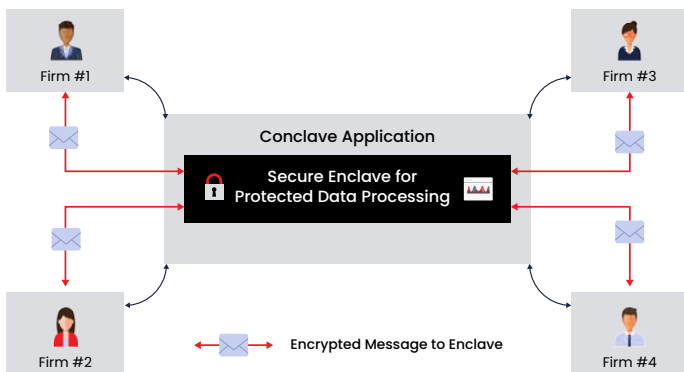 Firm #1
Firm #3
Conclave Application
Secure Enclave for
Protected Data Processing
Firm #2
Encrypted Message to Enclave
Firm #4